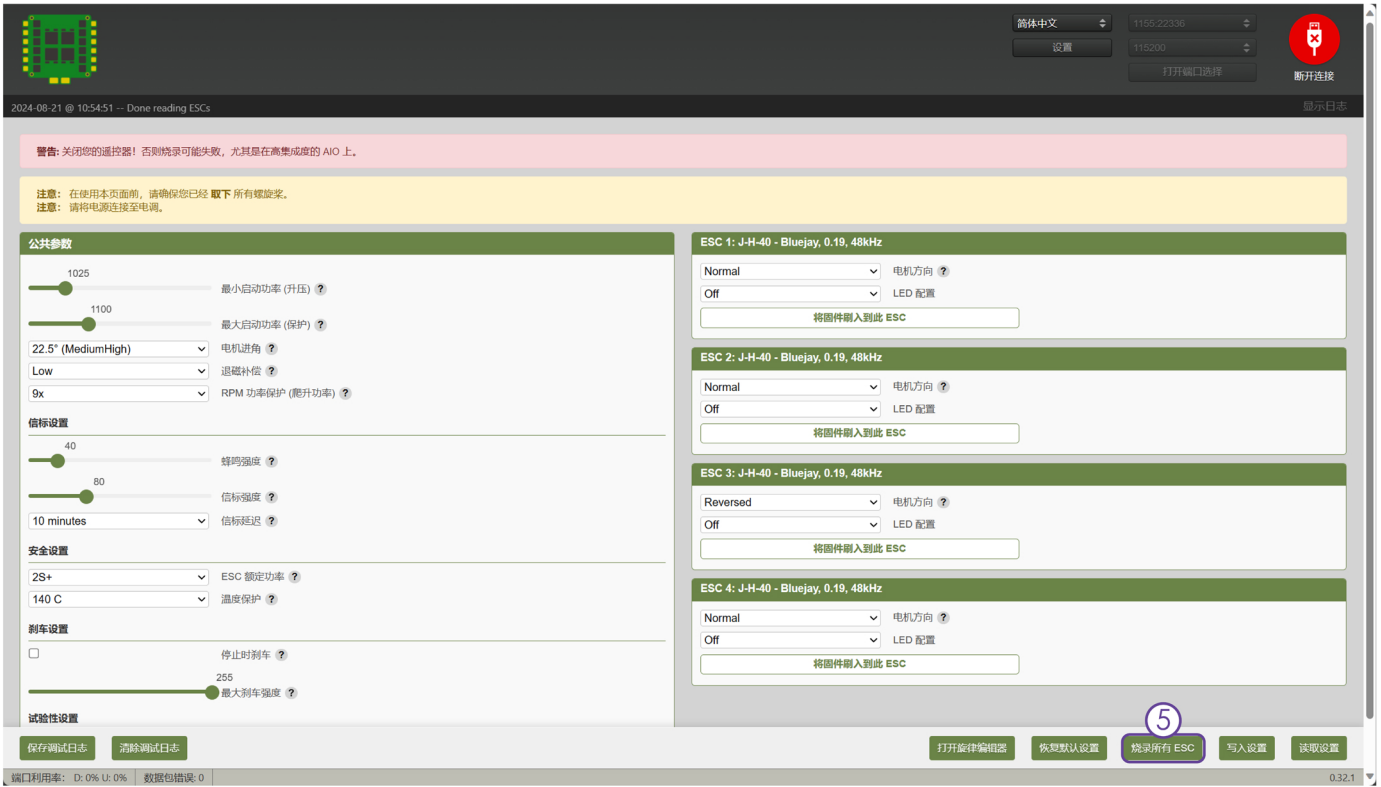 简体中文
1155:22336
设置
115200
打开端口选择
断开连接
2024-08-21 @ 10:54:51 -- Done reading ESCs
显示日志
警告: 关闭您的遥控器！否则烧录可能失败，尤其是在高集成度的 AIO 上。
注意： 在使用本页面前，请确保您已经 取下 所有螺旋桨。
注意： 请将电源连接至电调。
公共参数
1025
最小启动功率 (升压) ?
1100
最大启动功率 (保护) ?
22.5° (MediumHigh) 电机进角 ?
Low 退磁补偿 ?
9x RPM 功率保护 (爬升功率) ?
信标设置
40
蜂鸣强度 ?
80
信标强度 ?
10 minutes 信标延迟 ?
安全设置
2S+ ESC 额定功率 ?
140 C 温度保护 ?
刹车设置
停止时刹车 ?
255
最大刹车强度 ?
试验性设置
ESC 1: J-H-40 - Bluejay, 0.19, 48kHz
Normal 电机方向 ?
Off LED 配置
将固件刷入到此 ESC
ESC 2: J-H-40 - Bluejay, 0.19, 48kHz
Normal 电机方向 ?
Off LED 配置
将固件刷入到此 ESC
ESC 3: J-H-40 - Bluejay, 0.19, 48kHz
Reversed 电机方向 ?
Off LED 配置
将固件刷入到此 ESC
ESC 4: J-H-40 - Bluejay, 0.19, 48kHz
Normal 电机方向 ?
Off LED 配置
将固件刷入到此 ESC
5
保存调试日志 清除调试日志 打开旋律编辑器 恢复默认设置 烧录所有 ESC 写入设置 读取设置
端口利用率： D: 0% U: 0% 数据包错误: 0 0.32.1